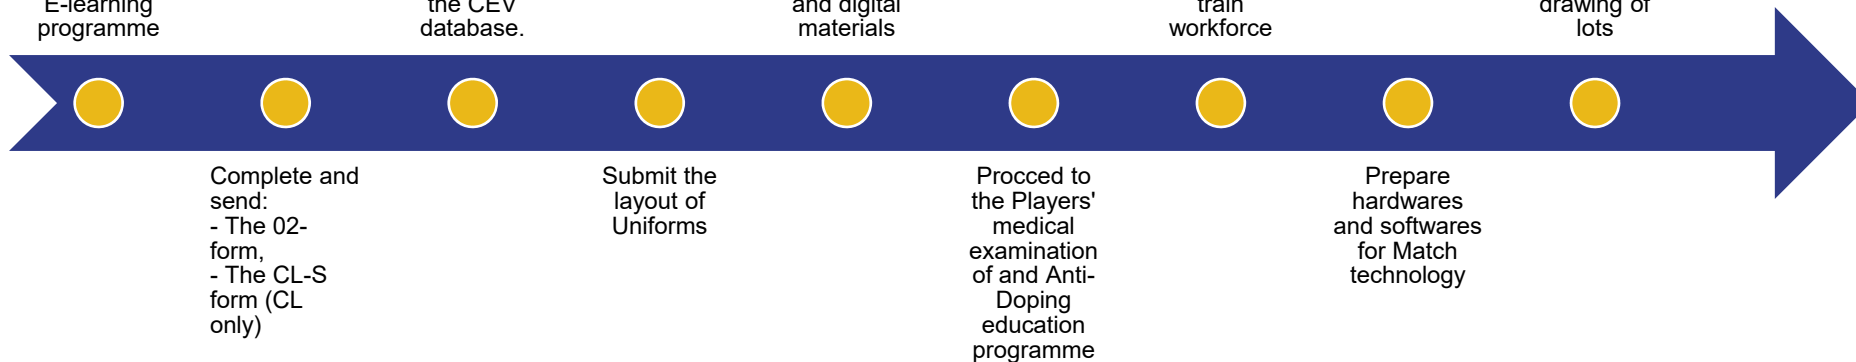 E-learning
programme
the CEV
database.
and digital
materials
train
workforce
drawing of
lots
Complete and
send:
- The 02-
form,
- The CL-S
form (CL
only)
Submit the
layout of
Uniforms
Procced to
the Players'
medical
examination
of and Anti-
Doping
education
programme
Prepare
hardwares
and softwares
for Match
technology